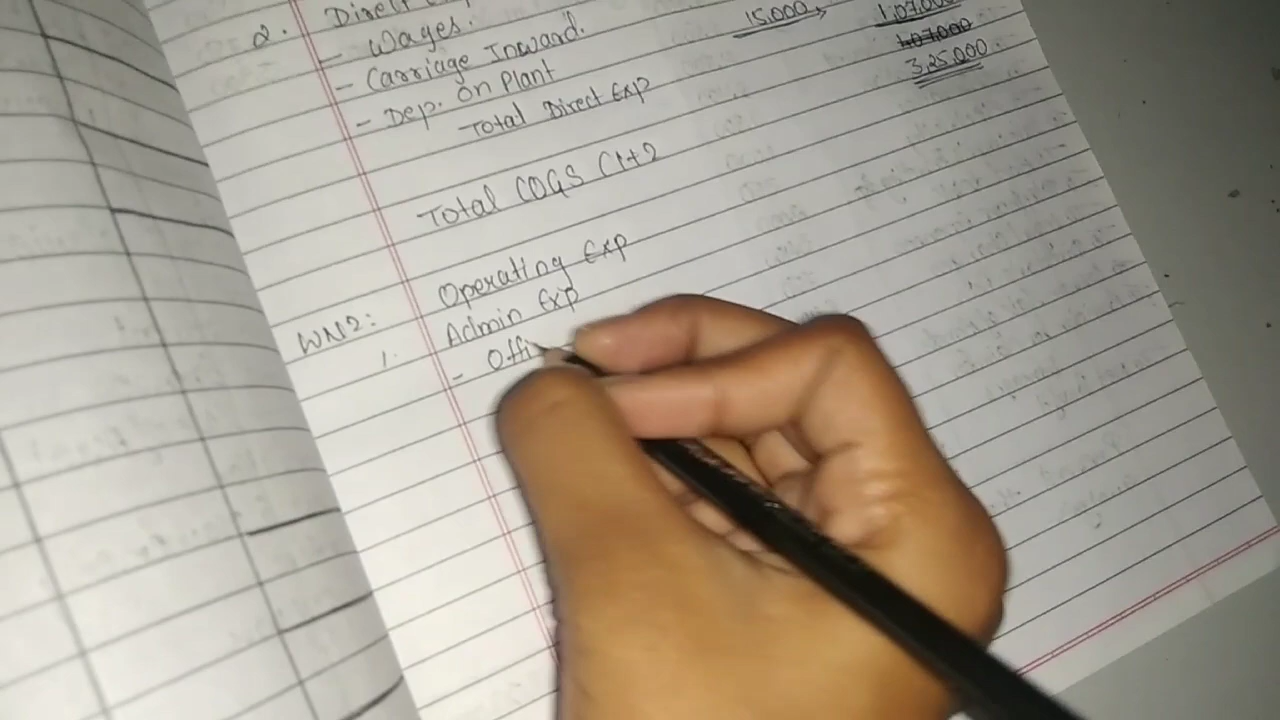 2. Direct
- Wages.
- Carriage Inward.
- Dep. on Plant 15,000
Total Direct Exp 1,07,000
1,07,000
Total COGS (1+2 3,25,000
WN2: Operating Exp
1. Admin Exp
- Offi